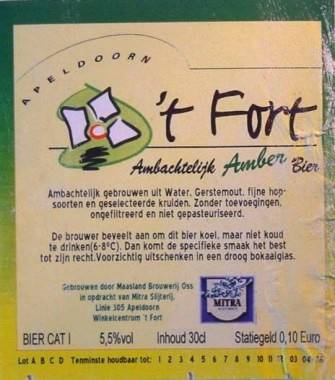 APELDOORN
't Fort
Ambachtelijk Amber Bier
Ambachtelijk gebrouwen uit Water, Gerstemout, fijne hop-
soorten en geselecteerde kruiden. Zonder toevoegingen,
ongefiltreerd en niet gepasteuriseerd.
De brouwer beveelt aan om dit bier koel, maar niet koud
te drinken(6-8ºC). Dan komt de specifieke smaak het best
tot zijn recht.Voorzichtig uitschenken in een droog bokaalglas.
Gebrouwen door Maasland Brouwerij Oss
in opdracht van Mitra Slijterij,
Linie 305 Apeldoorn
Winkelcentrum 't Fort
MITRA
BIER CAT I 5,5%vol Inhoud 30cl Statiegeld 0,10 Euro
Lot A B C D Tenminste houdbaar tot: 1 2 3 4 5 6 7 8 9 10 11 12 03 04